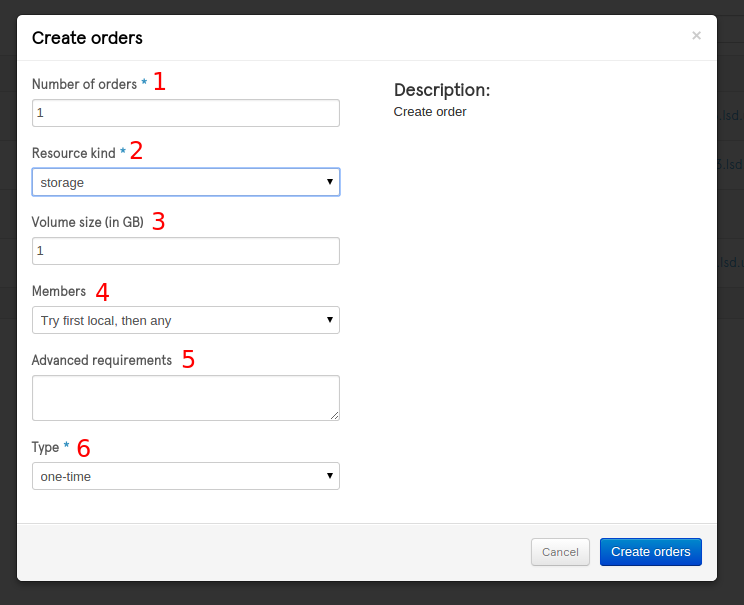 Create orders ×
Number of orders * 1
1
Resource kind * 2
storage
Volume size (in GB) 3
1
Members 4
Try first local, then any
Advanced requirements 5
Type * 6
one-time
Description:
Create order
Cancel
Create orders